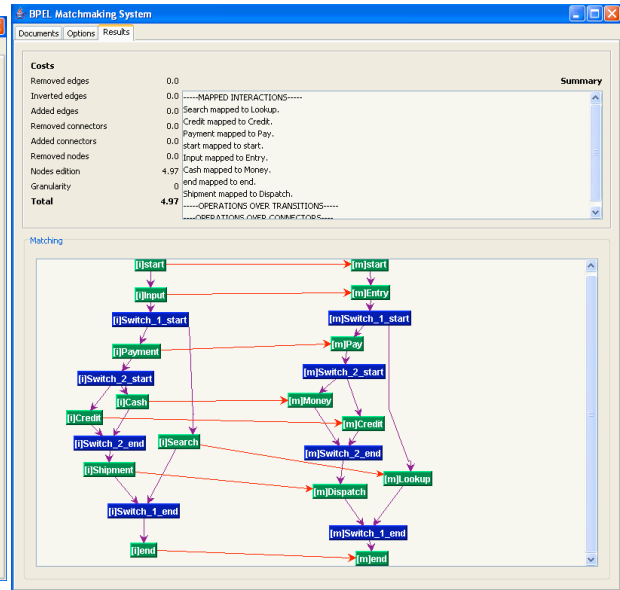 BPEL Matchmaking System
Documents Options Results
Costs
Removed edges 0.0
Summary
Inverted edges 0.0
Added edges 0.0
Removed connectors 0.0
Added connectors 0.0
Removed nodes 0.0
Nodes edition 4.97
Granularity 0
Total 4.97
-----MAPPED INTERACTIONS-----
Search mapped to Lookup.
Credit mapped to Credit.
Payment mapped to Pay.
start mapped to start.
Input mapped to Entry.
Cash mapped to Money.
end mapped to end.
Shipment mapped to Dispatch.
-----OPERATIONS OVER TRANSITIONS-----
----OPERATIONS OVER CONNECTORS----
Matching
[i]start [m]start
[i]Input [m]Entry
[i]Switch_1_start [m]Switch_1_start
[i]Payment [m]Pay
[i]Switch_2_start [m]Switch_2_start
[i]Cash [m]Money
[i]Credit [m]Credit
[i]Switch_2_end [i]Search [m]Switch_2_end
[i]Shipment [m]Lookup
[m]Dispatch
[i]Switch_1_end
[m]Switch_1_end
[i]end [m]end